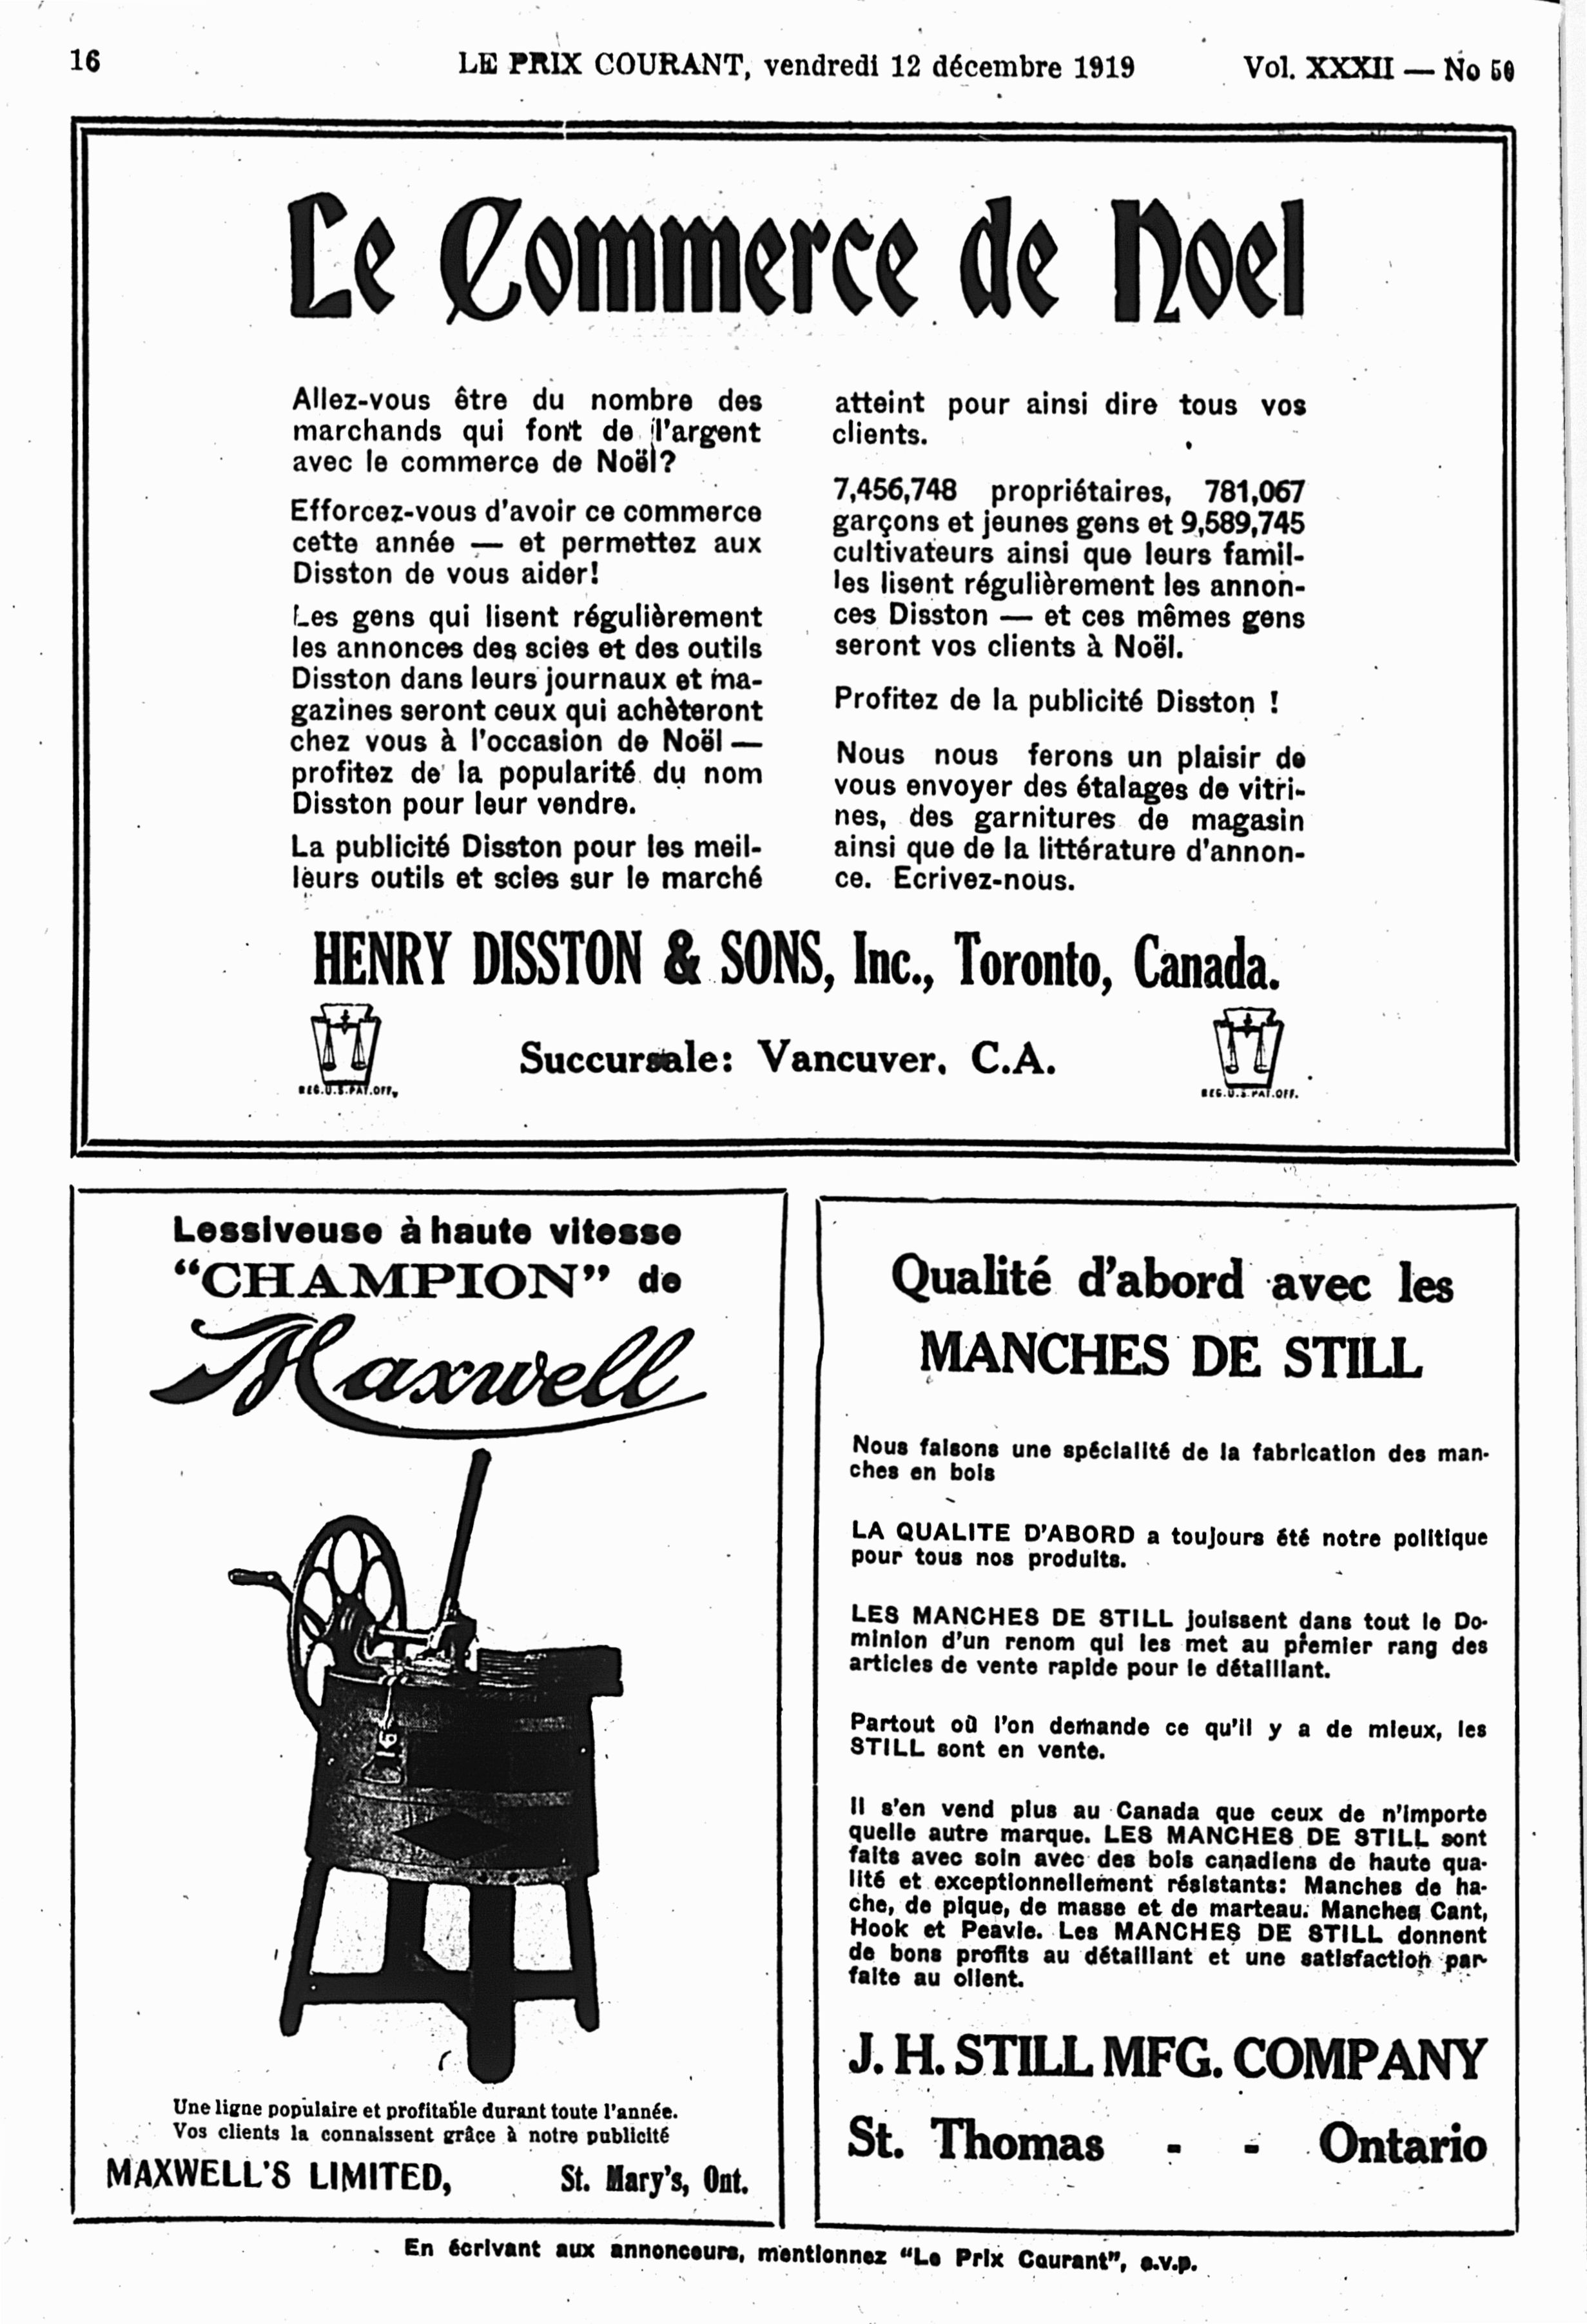 16
LE PRIX COURANT, vendredi 12 décembre 1919
Vol. XXXII — No 50
Le Commerce de Noel
Allez-vous être du nombre des
marchands qui font de l'argent
avec le commerce de Noël?
Efforcez-vous d'avoir ce commerce
cette année — et permettez aux
Disston de vous aider!
Les gens qui lisent régulièrement
les annonces des scies et des outils
Disston dans leurs journaux et ma-
gazines seront ceux qui achèteront
chez vous à l'occasion de Noël —
profitez de la popularité du nom
Disston pour leur vendre.
La publicité Disston pour les meil-
leurs outils et scies sur le marché
atteint pour ainsi dire tous vos
clients.
7,456,748 propriétaires, 781,067
garçons et jeunes gens et 9,589,745
cultivateurs ainsi que leurs famil-
les lisent régulièrement les annon-
ces Disston — et ces mêmes gens
seront vos clients à Noël.
Profitez de la publicité Disston !
Nous nous ferons un plaisir de
vous envoyer des étalages de vitri-
nes, des garnitures de magasin
ainsi que de la littérature d'annon-
ce. Ecrivez-nous.
HENRY DISSTON & SONS, Inc., Toronto, Canada.
Succursale: Vancuver. C.A.
REG.U.S.PAT.OFF.
REG.U.S.PAT.OFF.
Lessiveuse à haute vitesse
"CHAMPION" de
Maxwell
Une ligne populaire et profitable durant toute l'année.
Vos clients la connaissent grâce à notre publicité
MAXWELL'S LIMITED, St. Mary's, Ont.
Qualité d'abord avec les
MANCHES DE STILL
Nous faisons une spécialité de la fabrication des man-
ches en bois
LA QUALITE D'ABORD a toujours été notre politique
pour tous nos produits.
LES MANCHES DE STILL jouissent dans tout le Do-
minion d'un renom qui les met au premier rang des
articles de vente rapide pour le détaillant.
Partout où l'on demande ce qu'il y a de mieux, les
STILL sont en vente.
Il s'en vend plus au Canada que ceux de n'importe
quelle autre marque. LES MANCHES DE STILL sont
faits avec soin avec des bois canadiens de haute qua-
lité et exceptionnellement résistants: Manches de ha-
che, de pique, de masse et de marteau. Manches Cant,
Hook et Peavie. Les MANCHES DE STILL donnent
de bons profits au détaillant et une satisfaction par-
faite au client.
J. H. STILL MFG. COMPANY
St. Thomas - - Ontario
En écrivant aux annonceurs, mentionnez "Le Prix Courant", s.v.p.